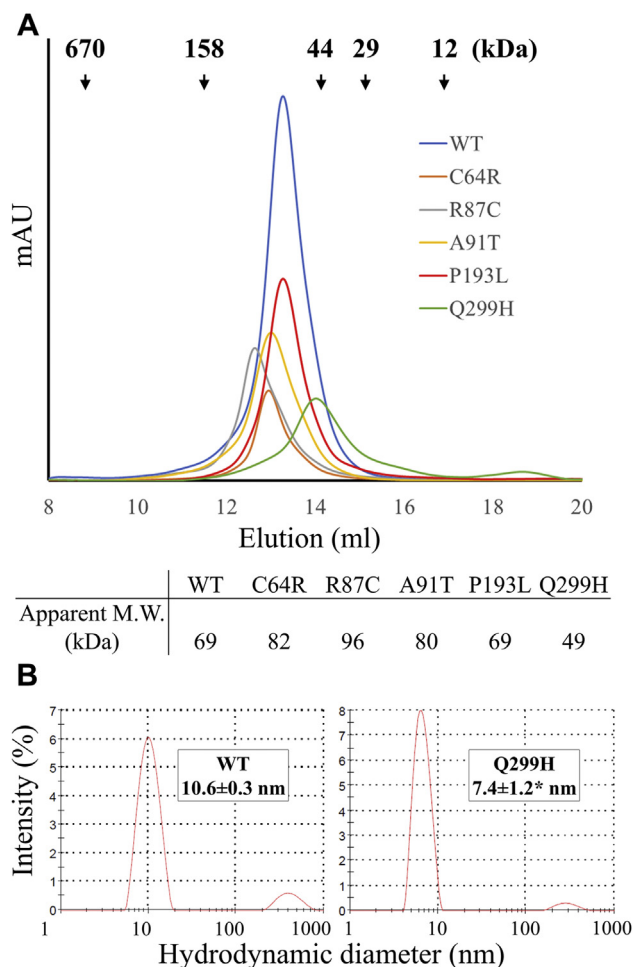 A
670 158 44 29 12 (kDa)
WT
C64R
R87C
A91T
P193L
Q299H
mAU
8 10 12 14 16 18 20
Elution (ml)
WT C64R R87C A91T P193L Q299H
Apparent M.W.
(kDa) 69 82 96 80 69 49
B
Intensity (%)
7
6
5
4
3
2
1
0
WT
10.6±0.3 nm
1 10 100 1000
8
7
6
5
4
3
2
1
0
Q299H
7.4±1.2* nm
1 10 100 1000
Hydrodynamic diameter (nm)